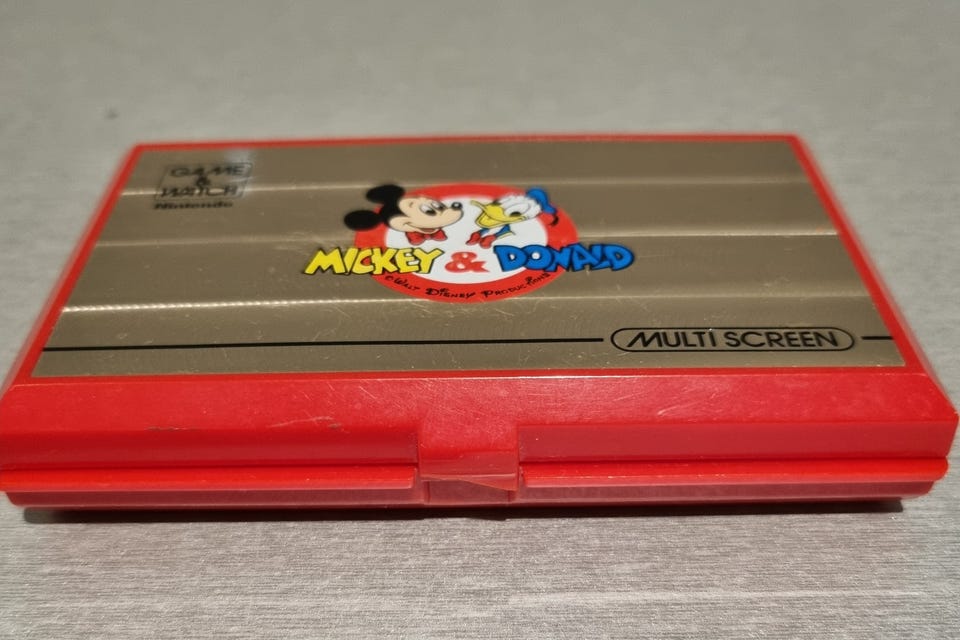 GAME
&
WATCH
Nintendo
MICKEY & DONALD
© WALT DISNEY PRODUCTIONS
MULTI SCREEN